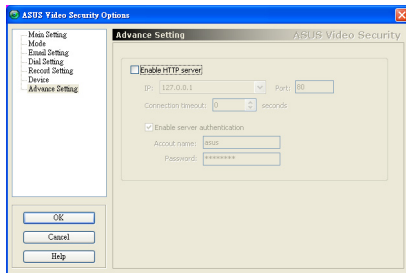 ASUS Video Security Options
Main Setting
Mode
Email Setting
Dial Setting
Record Setting
Device
Advance Setting
OK
Cancel
Help
Advance Setting
ASUS Video Security
Enable HTTP server
IP: 127.0.0.1 Port: 80
Connection timeout: 0 seconds
Enable server authentication
Accout name: asus
Password: ********